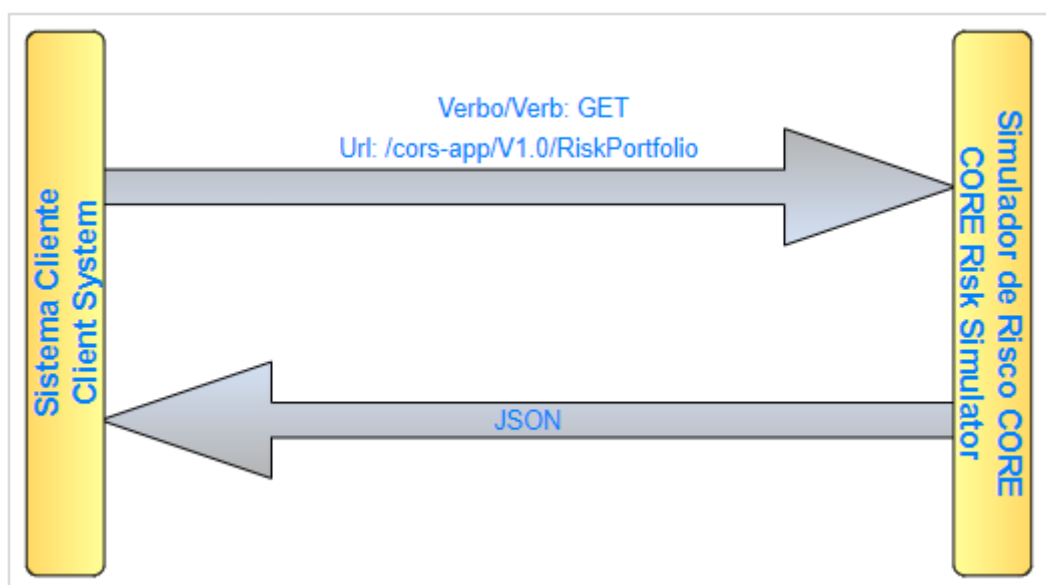 Sistema Cliente
Client System
Verbo/Verb: GET
Url: /cors-app/V1.0/RiskPortfolio
JSON
Simulador de Risco CORE
CORE Risk Simulator